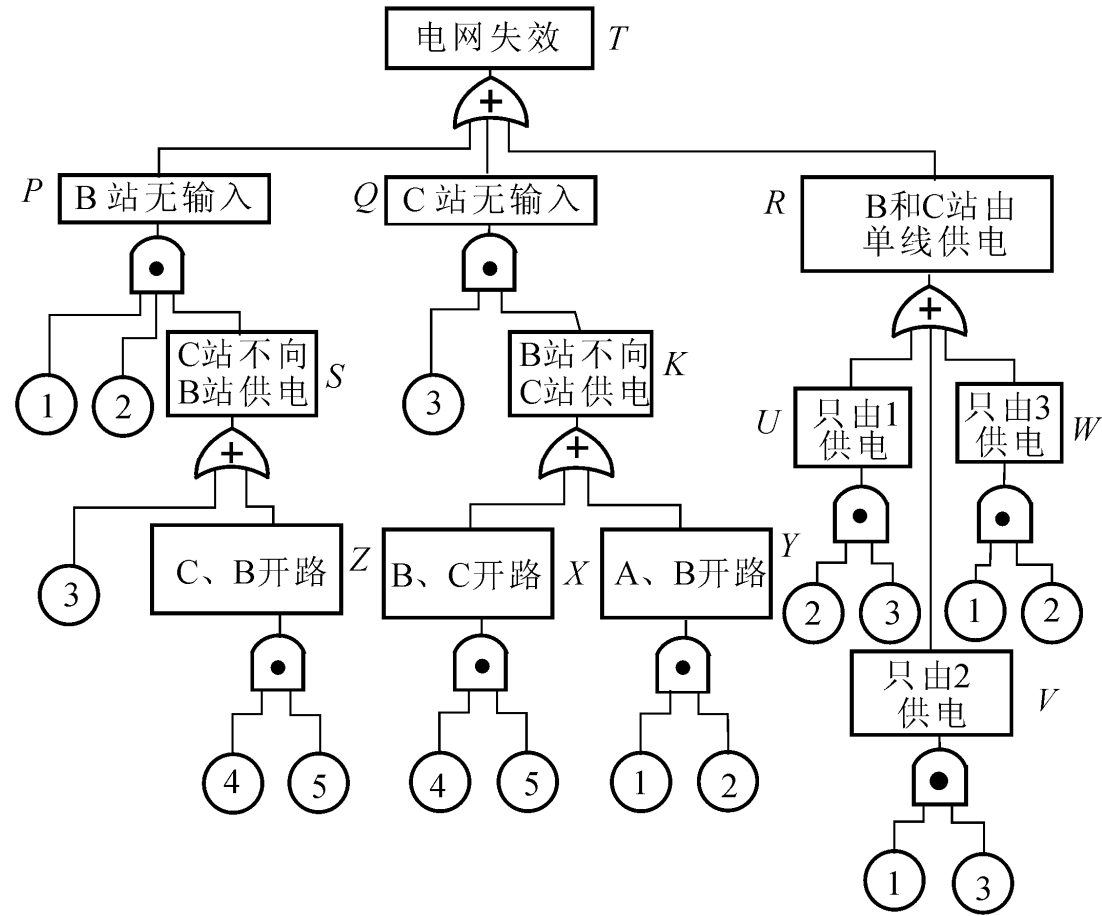 电网失效 T
+
P B站无输入
Q C站无输入
R B和C站由
单线供电
+
1
2
C站不向
B站供电 S
3
B站不向
C站供电 K
U 只由1
供电
只由3
供电 W
+
+
3
C、B开路 Z
B、C开路 X
A、B开路 Y
2
3
1
2
只由2
供电 V
4
5
4
5
1
2
1
3